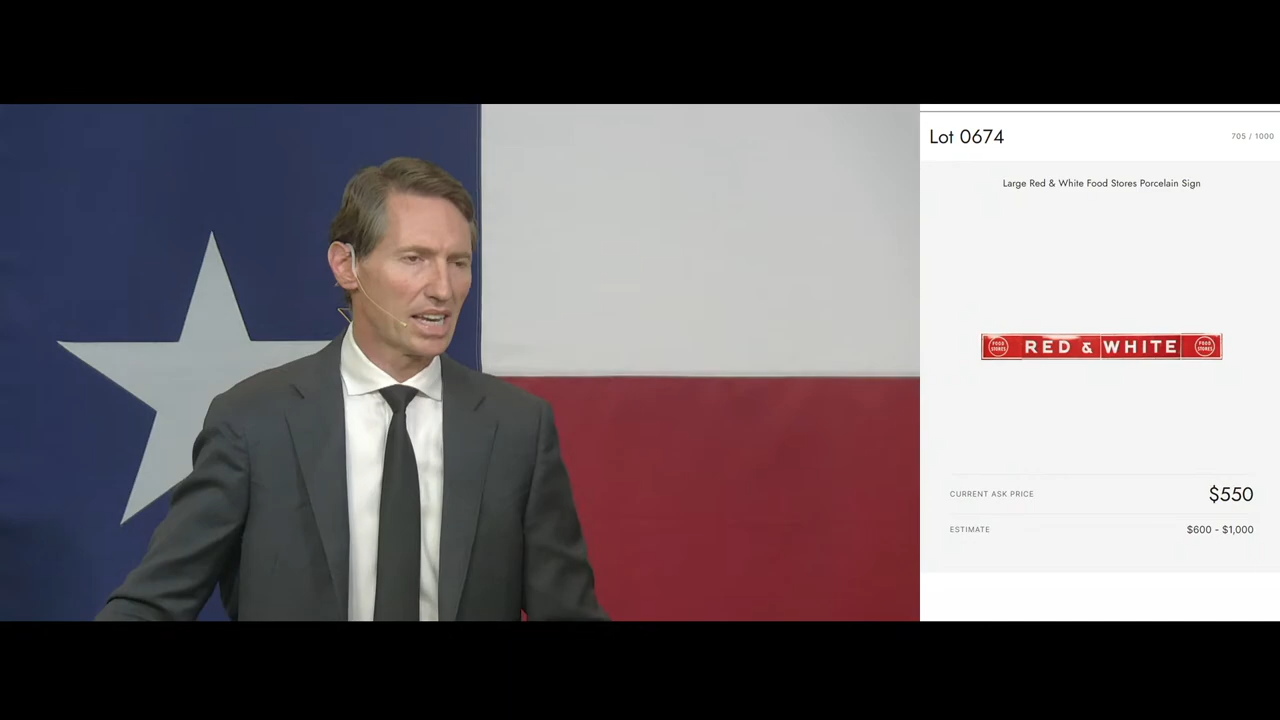 Lot 0674
705 / 1000
Large Red & White Food Stores Porcelain Sign
FOOD STORES
RED & WHITE
FOOD STORES
CURRENT ASK PRICE
$550
ESTIMATE
$600 - $1,000